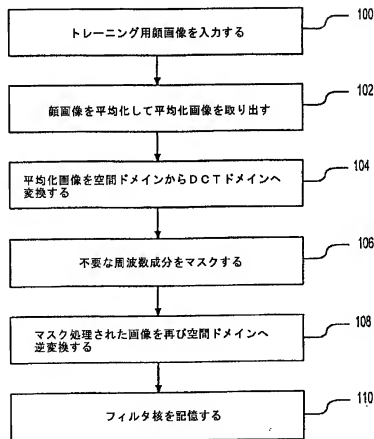 トレーニング用顔画像を入力する
100
顔画像を平均化して平均化画像を取り出す
102
平均化画像を空間ドメインからDCTドメインへ
変換する
104
不要な周波数成分をマスクする
106
マスク処理された画像を再び空間ドメインへ
逆変換する
108
フィルタ核を記憶する
110